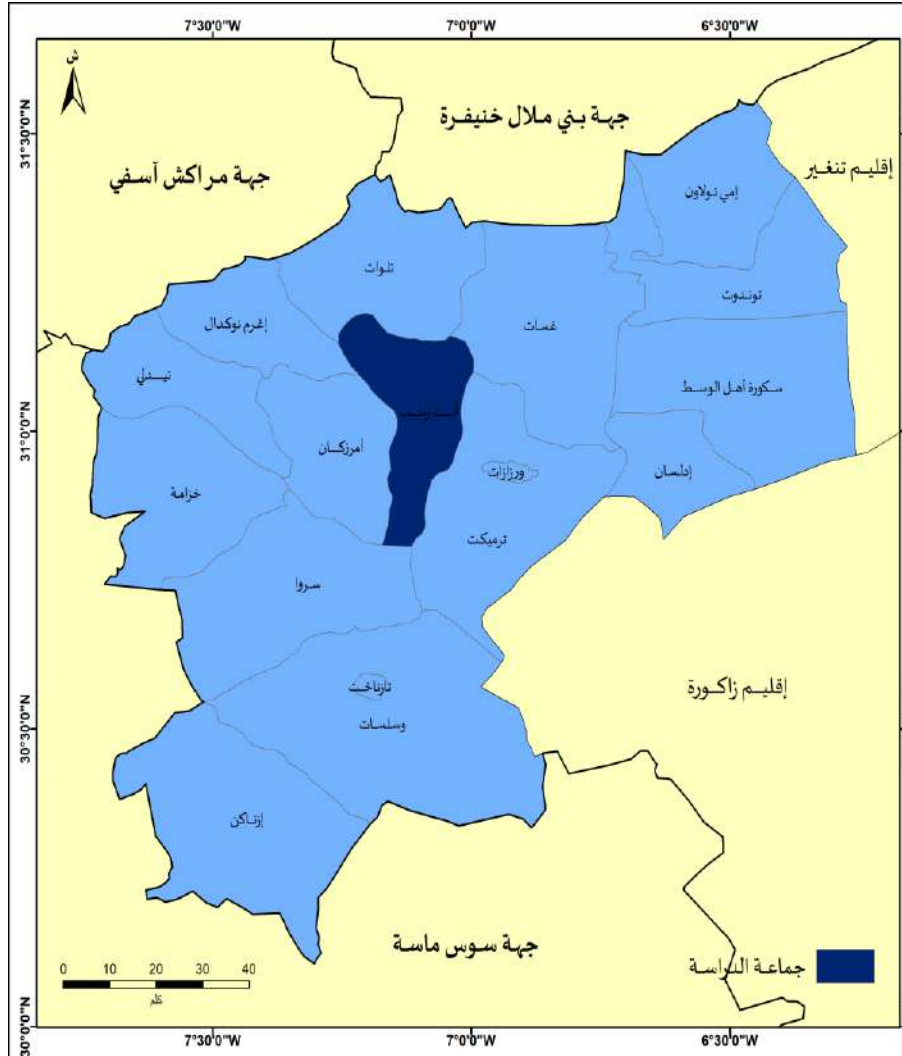 7°30'0"W 7°0'0"W 6°30'0"W
ش
31°30'0"N
31°0'0"N
30°30'0"N
30°0'0"N
جهة بني ملال خنيفرة
جهة مراكش آسفي
إقليم تنغير
إمي نولاون
تلوات
توندوت
إغرم نوكدال
غسات
تيدلي
سكورة أهل الوسط
أيت زينب
أمرزكان
ورزازات
إدلسان
خزامة
ترميكت
سروا
إقليم زاكورة
تازناخت
وسلسات
إزناكن
جهة سوس ماسة
جماعة الدراسة
0 10 20 30 40
كلم
7°30'0"W 7°0'0"W 6°30'0"W